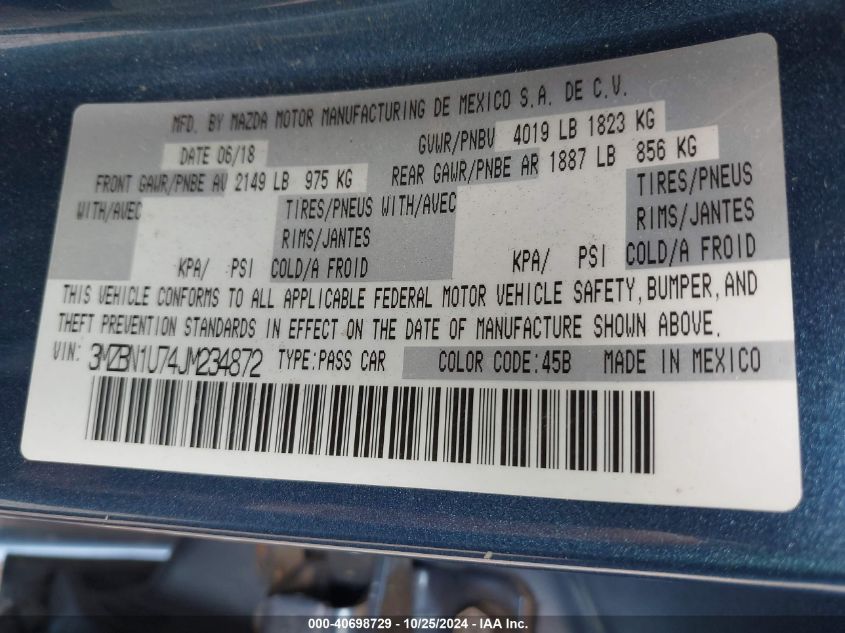 MFD. BY MAZDA MOTOR MANUFACTURING DE MEXICO S.A. DE C.V.
DATE 06/18 GVWR/PNBV 4019 LB 1823 KG
FRONT GAWR/PNBE AV 2149 LB 975 KG REAR GAWR/PNBE AR 1887 LB 856 KG
WITH/AVEC TIRES/PNEUS WITH/AVEC TIRES/PNEUS
RIMS/JANTES RIMS/JANTES
KPA/ PSI COLD/A FROID KPA/ PSI COLD/A FROID
THIS VEHICLE CONFORMS TO ALL APPLICABLE FEDERAL MOTOR VEHICLE SAFETY, BUMPER, AND
THEFT PREVENTION STANDARDS IN EFFECT ON THE DATE OF MANUFACTURE SHOWN ABOVE.
VIN: 3MZBN1U74JM234872 TYPE:PASS CAR COLOR CODE:45B MADE IN MEXICO
000-40698729 - 10/25/2024 - IAA Inc.